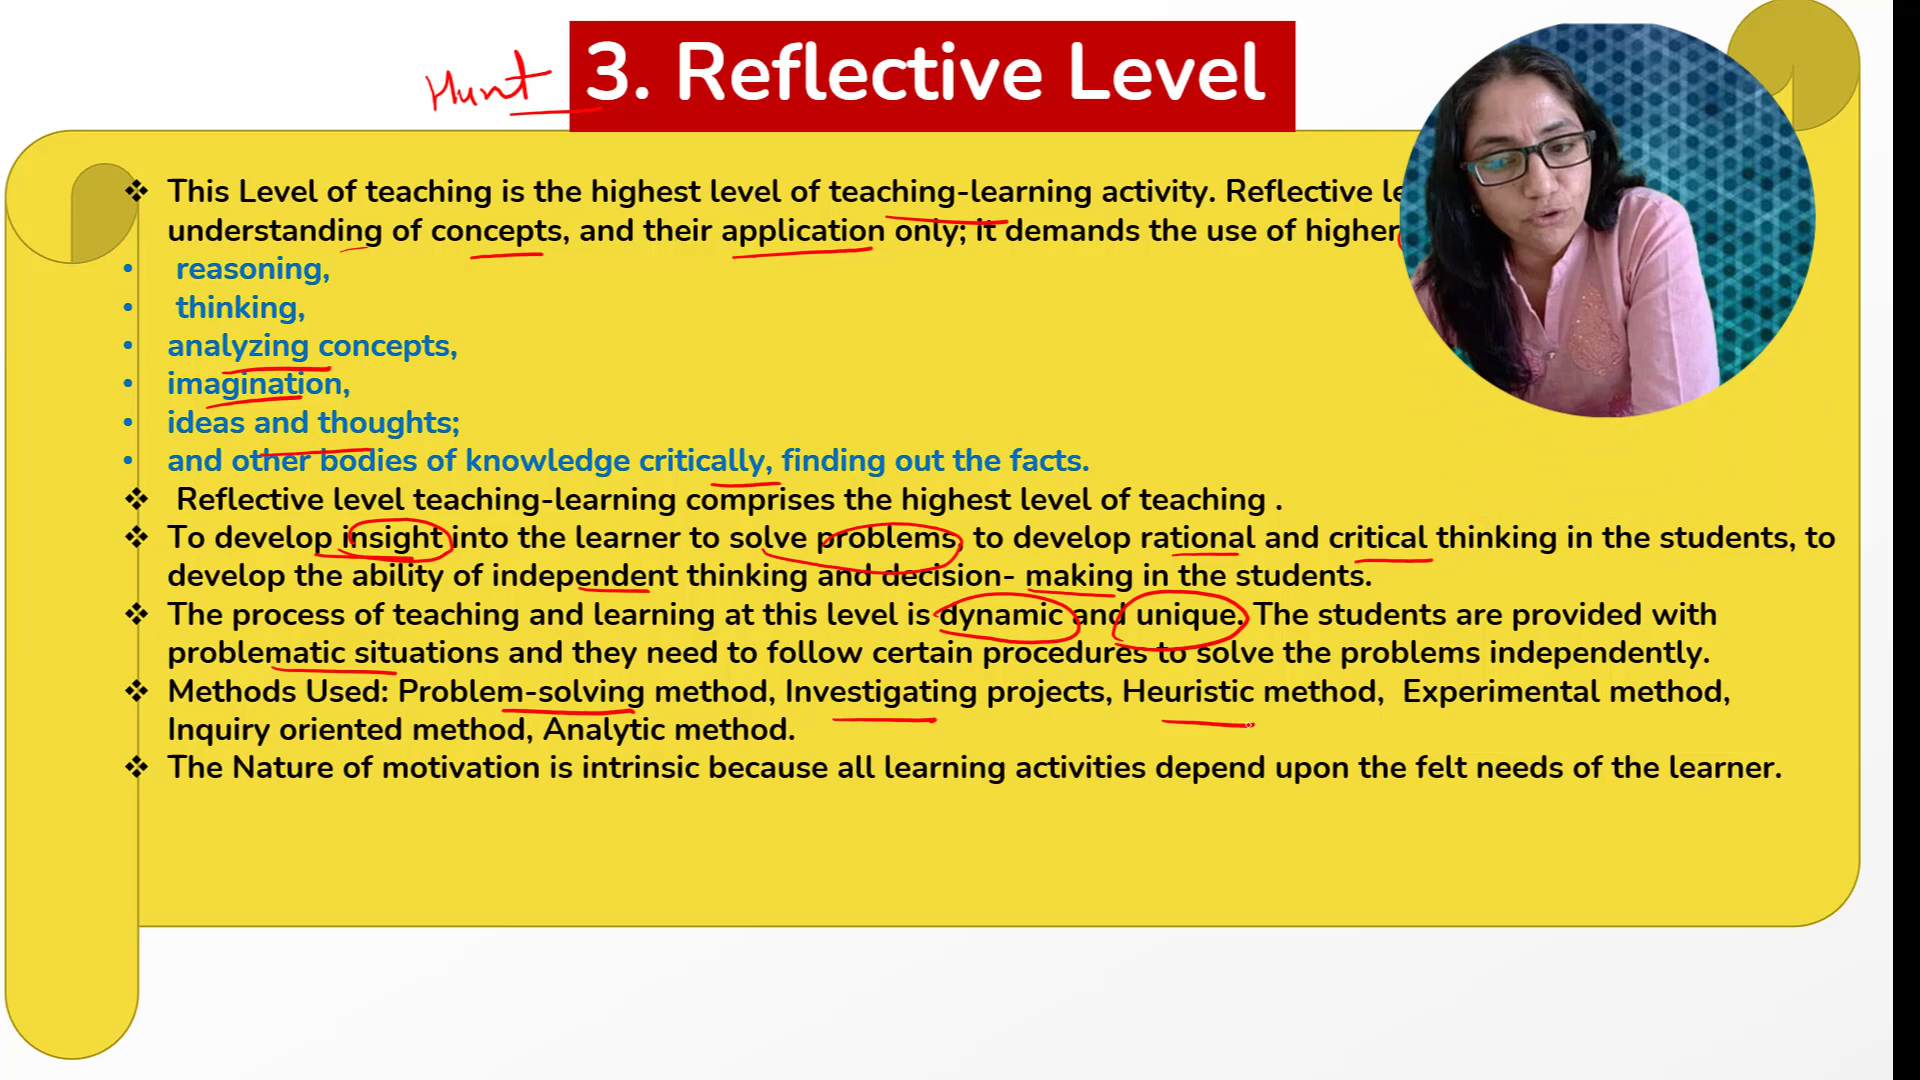 Hunt 3. Reflective Level
❖ This Level of teaching is the highest level of teaching-learning activity. Reflective
understanding of concepts, and their application only; it demands the use of higher
• reasoning,
• thinking,
• analyzing concepts,
• imagination,
• ideas and thoughts;
• and other bodies of knowledge critically, finding out the facts.
❖ Reflective level teaching-learning comprises the highest level of teaching .
❖ To develop insight into the learner to solve problems, to develop rational and critical thinking in the students, to
develop the ability of independent thinking and decision- making in the students.
❖ The process of teaching and learning at this level is dynamic and unique. The students are provided with
problematic situations and they need to follow certain procedures to solve the problems independently.
❖ Methods Used: Problem-solving method, Investigating projects, Heuristic method, Experimental method,
Inquiry oriented method, Analytic method.
❖ The Nature of motivation is intrinsic because all learning activities depend upon the felt needs of the learner.